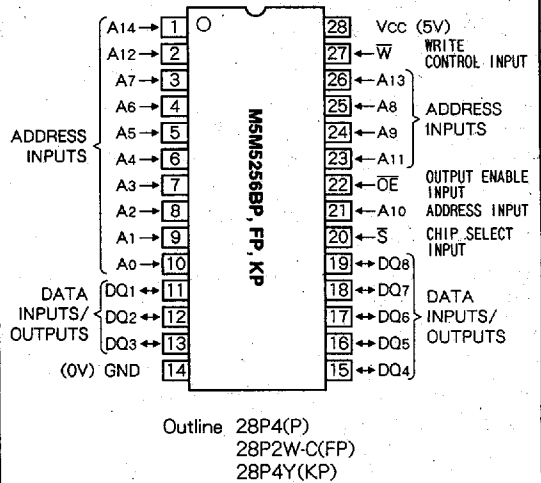 A14→ 1
A12→ 2
A7→ 3
A6→ 4
A5→ 5
A4→ 6
A3→ 7
A2→ 8
A1→ 9
A0→ 10
ADDRESS
INPUTS
DQ1↔ 11
DQ2↔ 12
DQ3↔ 13
DATA
INPUTS/
OUTPUTS
(0V) GND 14
M5M5256BP, FP, KP
28 Vcc (5V)
27 ←W̅ WRITE
CONTROL INPUT
26 ←A13
25 ←A8
24 ←A9
23 ←A11
ADDRESS
INPUTS
22 ←O̅E̅ OUTPUT ENABLE
INPUT
21 ←A10 ADDRESS INPUT
20 ←S̅ CHIP SELECT
INPUT
19 ↔DQ8
18 ↔DQ7
17 ↔DQ6
16 ↔DQ5
15 ↔DQ4
DATA
INPUTS/
OUTPUTS
Outline 28P4(P)
28P2W-C(FP)
28P4Y(KP)